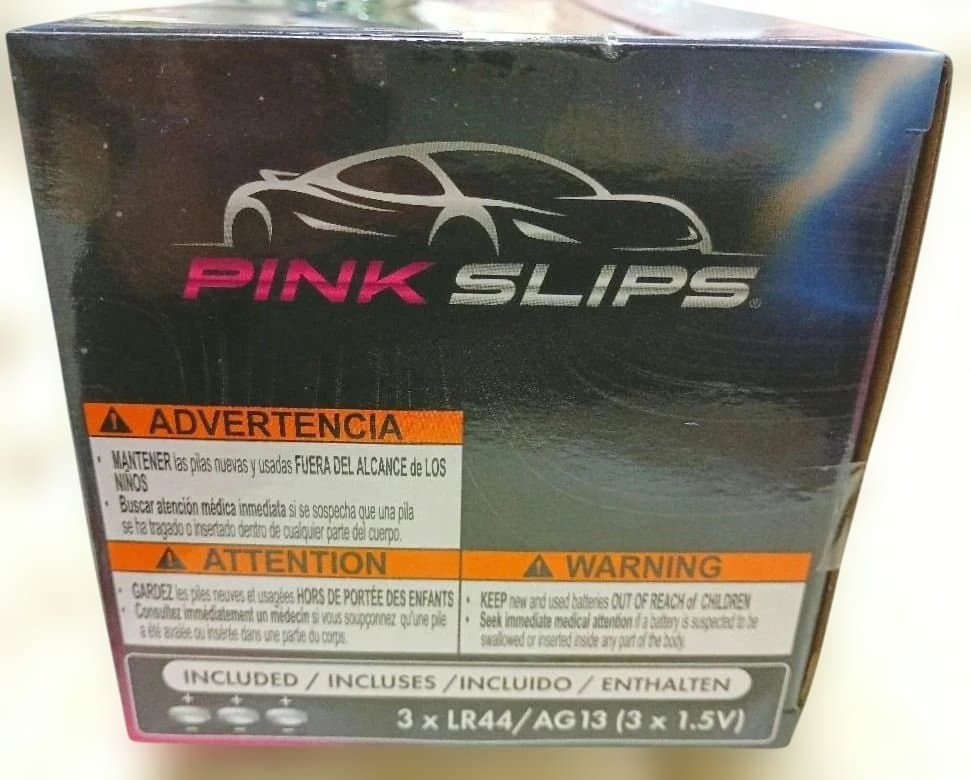 PINK SLIPS®
ADVERTENCIA
• MANTENER las pilas nuevas y usadas FUERA DEL ALCANCE de LOS
NIÑOS
• Buscar atención médica inmediata si se sospecha que una pila
se ha tragado o insertado dentro de cualquier parte del cuerpo.
ATTENTION
• GARDEZ les piles neuves et usagées HORS DE PORTÉE DES ENFANTS
• Consultez immédiatement un médecin si vous soupçonnez qu'une pile
a été avalée ou insérée dans une partie du corps.
WARNING
• KEEP new and used batteries OUT OF REACH of CHILDREN
• Seek immediate medical attention if a battery is suspected to be
swallowed or inserted inside any part of the body.
INCLUDED / INCLUSES /INCLUIDO / ENTHALTEN
+ + +
- - -
3 x LR44/AG13 (3 x 1.5V)